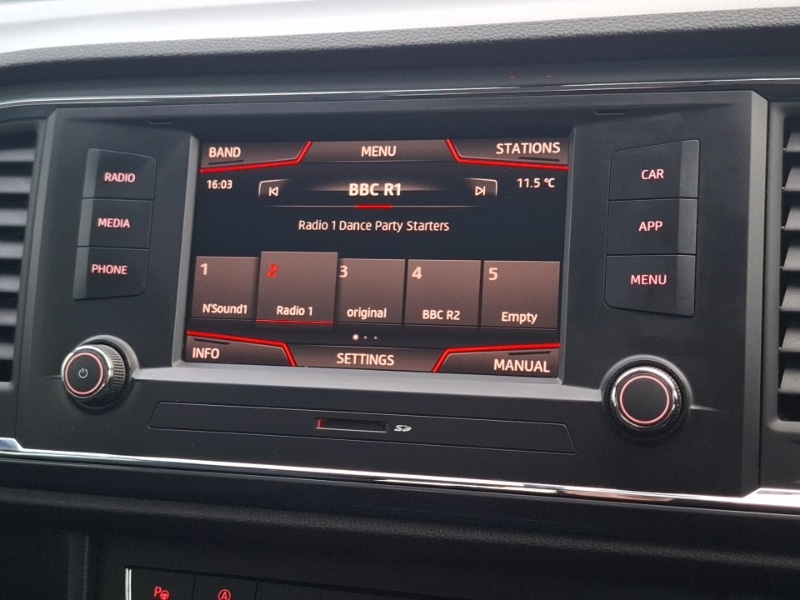 BAND MENU STATIONS
16:03 BBC R1 11.5 °C
Radio 1 Dance Party Starters
1 2 3 4 5
N'Sound1 Radio 1 original BBC R2 Empty
INFO SETTINGS MANUAL
RADIO
MEDIA
PHONE
CAR
APP
MENU
SD
P
A